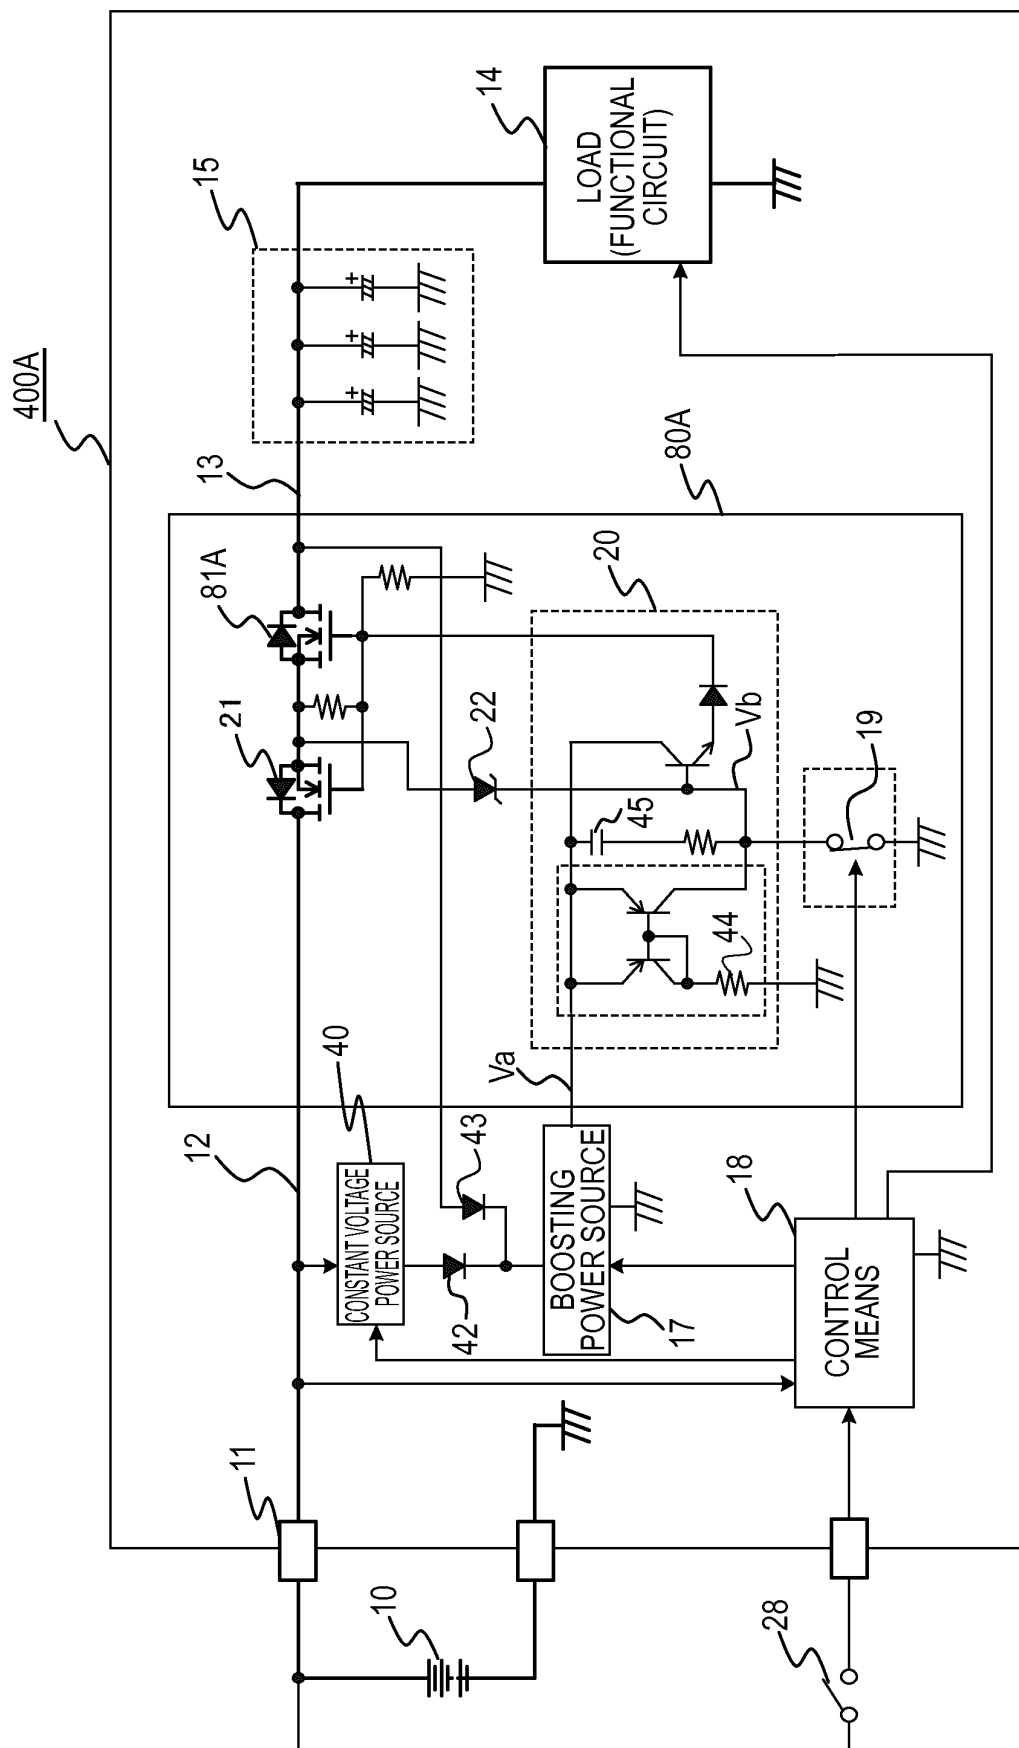 400A
15
14
LOAD
(FUNCTIONAL
CIRCUIT)
13
80A
81A
21
20
22
Vb
19
45
44
Va
40
12
43
CONSTANT VOLTAGE
POWER SOURCE
42
BOOSTING
POWER SOURCE
17
18
CONTROL
MEANS
11
10
28
+
+
+